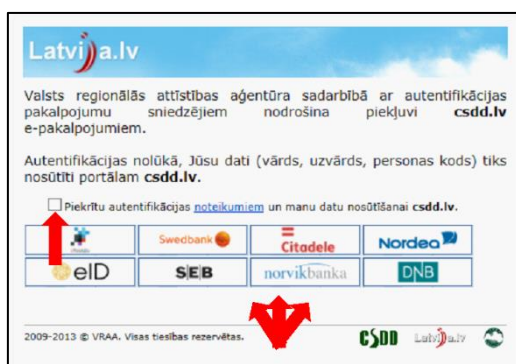 Latvija.lv
Valsts reģionālās attīstības aģentūra sadarbībā ar autentifikācijas
pakalpojumu sniedzējiem nodrošina piekļuvi csdd.lv
e-pakalpojumiem.
Autentifikācijas nolūkā, Jūsu dati (vārds, uzvārds, personas kods) tiks
nosūtīti portālam csdd.lv.
Piekrītu autentifikācijas noteikumiem un manu datu nosūtīšanai csdd.lv.
Swedbank
Citadele
Nordea
eID
SEB
norvikbanka
DNB
2009-2013 © VRAA. Visas tiesības rezervētas.
CSDD Latvija.lv